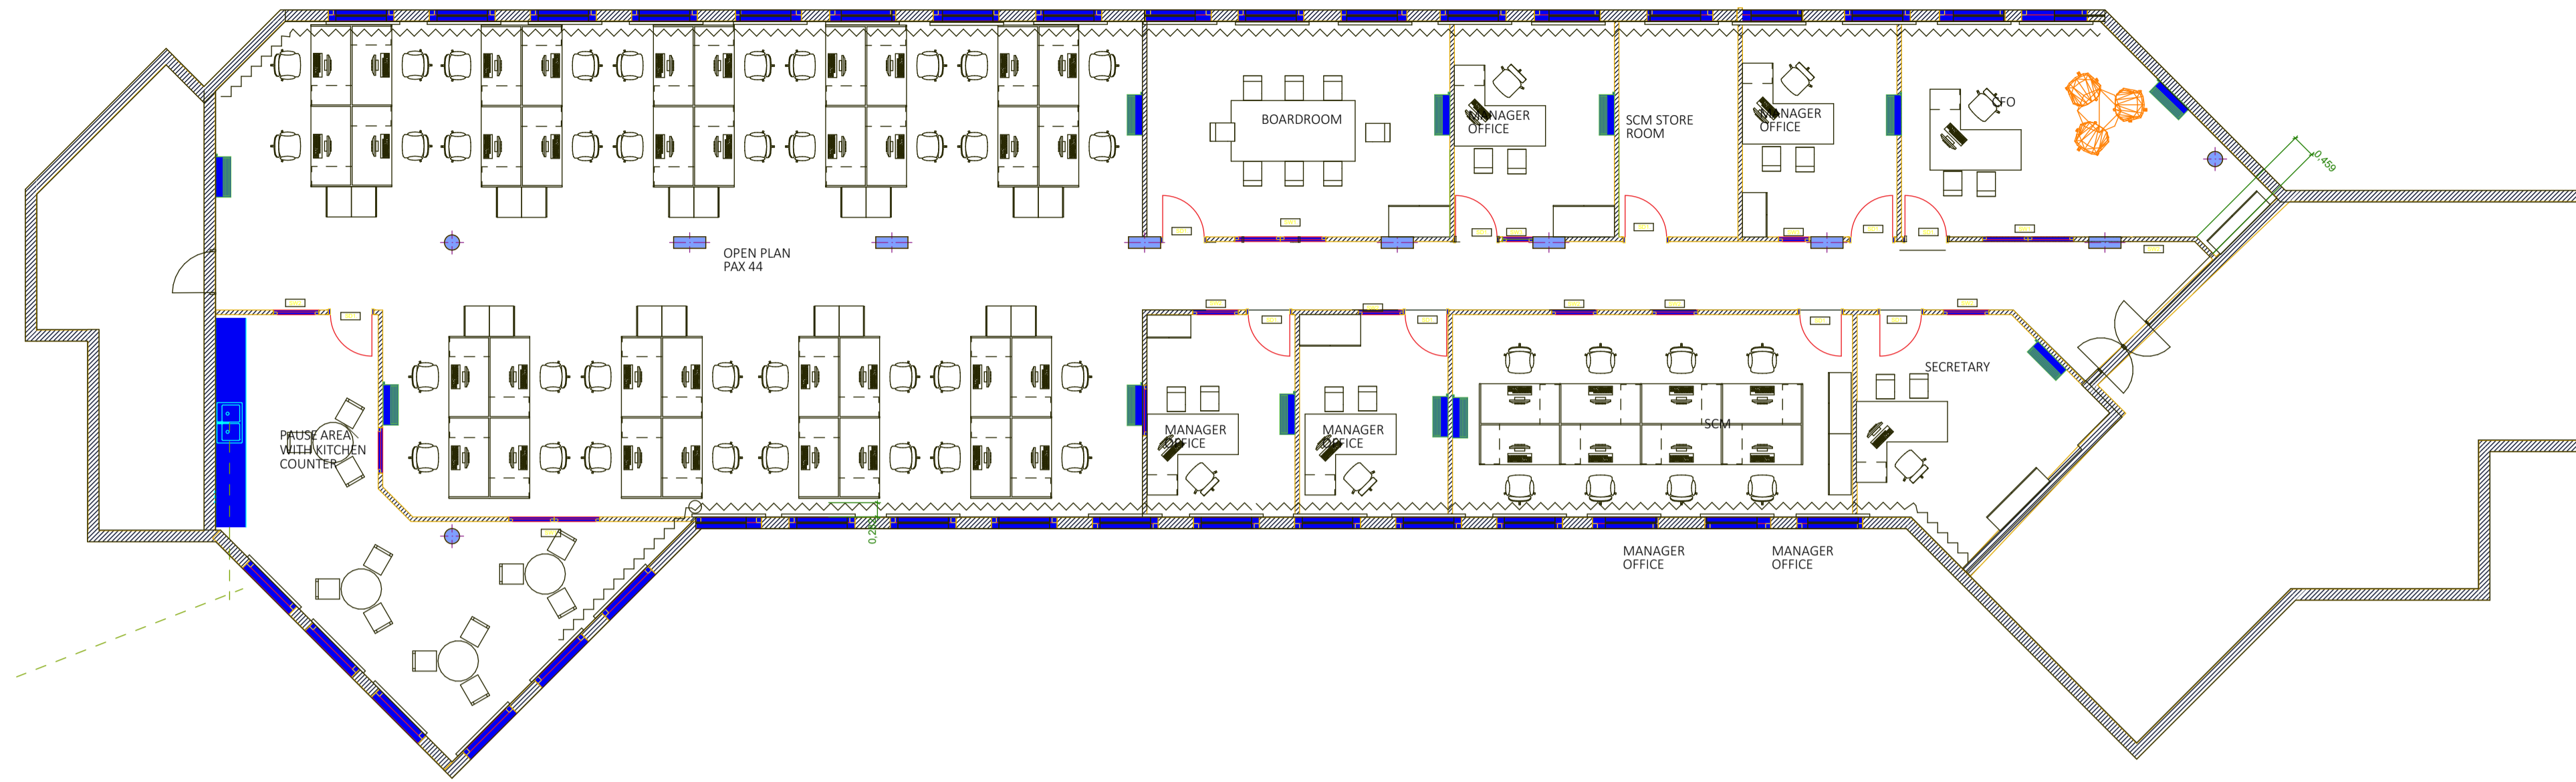 BOARDROOM
MANAGER
OFFICE
SCM STORE
ROOM
MANAGER
OFFICE
CFO
0,459
OPEN PLAN
PAX 44
PAUSE AREA
WITH KITCHEN
COUNTER
MANAGER
OFFICE
MANAGER
OFFICE
SCM
SECRETARY
MANAGER
OFFICE
MANAGER
OFFICE